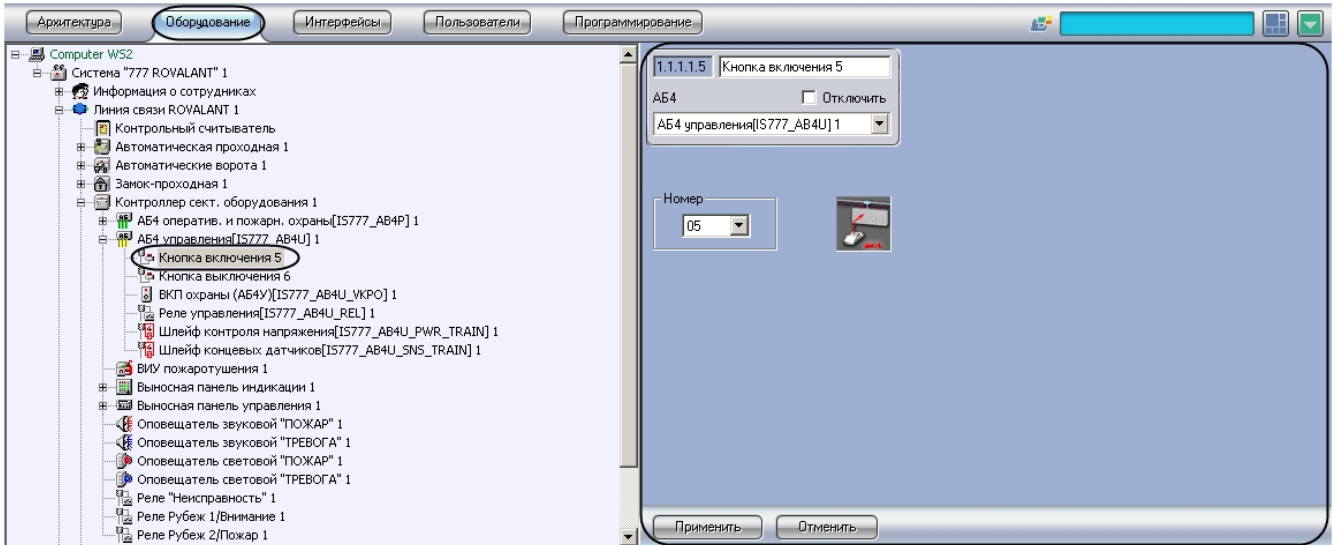 Архитектура
Оборудование
Интерфейсы
Пользователи
Программирование
Computer WS2
Система "777 ROVALANT" 1
Информация о сотрудниках
Линия связи ROVALANT 1
Контрольный считыватель
Автоматическая проходная 1
Автоматические ворота 1
Замок-проходная 1
Контроллер сект. оборудования 1
АБ4 оператив. и пожарн. охраны[IS777_AB4P] 1
АБ4 управления[IS777_AB4U] 1
Кнопка включения 5
Кнопка выключения 6
ВКП охраны (АБ4У)[IS777_AB4U_VKPO] 1
Реле управления[IS777_AB4U_REL] 1
Шлейф контроля напряжения[IS777_AB4U_PWR_TRAIN] 1
Шлейф концевых датчиков[IS777_AB4U_SNS_TRAIN] 1
ВИУ пожаротушения 1
Выносная панель индикации 1
Выносная панель управления 1
Оповещатель звуковой "ПОЖАР" 1
Оповещатель звуковой "ТРЕВОГА" 1
Оповещатель световой "ПОЖАР" 1
Оповещатель световой "ТРЕВОГА" 1
Реле "Неисправность" 1
Реле Рубеж 1/Внимание 1
Реле Рубеж 2/Пожар 1
1.1.1.1.5 Кнопка включения 5
АБ4 Отключить
АБ4 управления[IS777_AB4U] 1
Номер
05
вкл.
Применить
Отменить